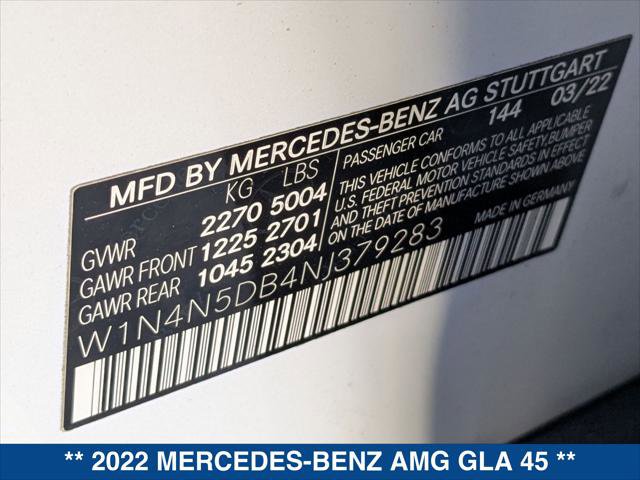 MFD BY MERCEDES-BENZ AG STUTTGART
KG LBS
GVWR 2270 5004
GAWR FRONT 1225 2701
GAWR REAR 1045 2304
PASSENGER CAR 144 03/22
THIS VEHICLE CONFORMS TO ALL APPLICABLE
U.S. FEDERAL MOTOR VEHICLE SAFETY, BUMPER
AND THEFT PREVENTION STANDARDS IN EFFECT
ON THE DATE OF MANUFACTURE SHOWN ABOVE
MADE IN GERMANY
W1N4N5DB4NJ379283
** 2022 MERCEDES-BENZ AMG GLA 45 **